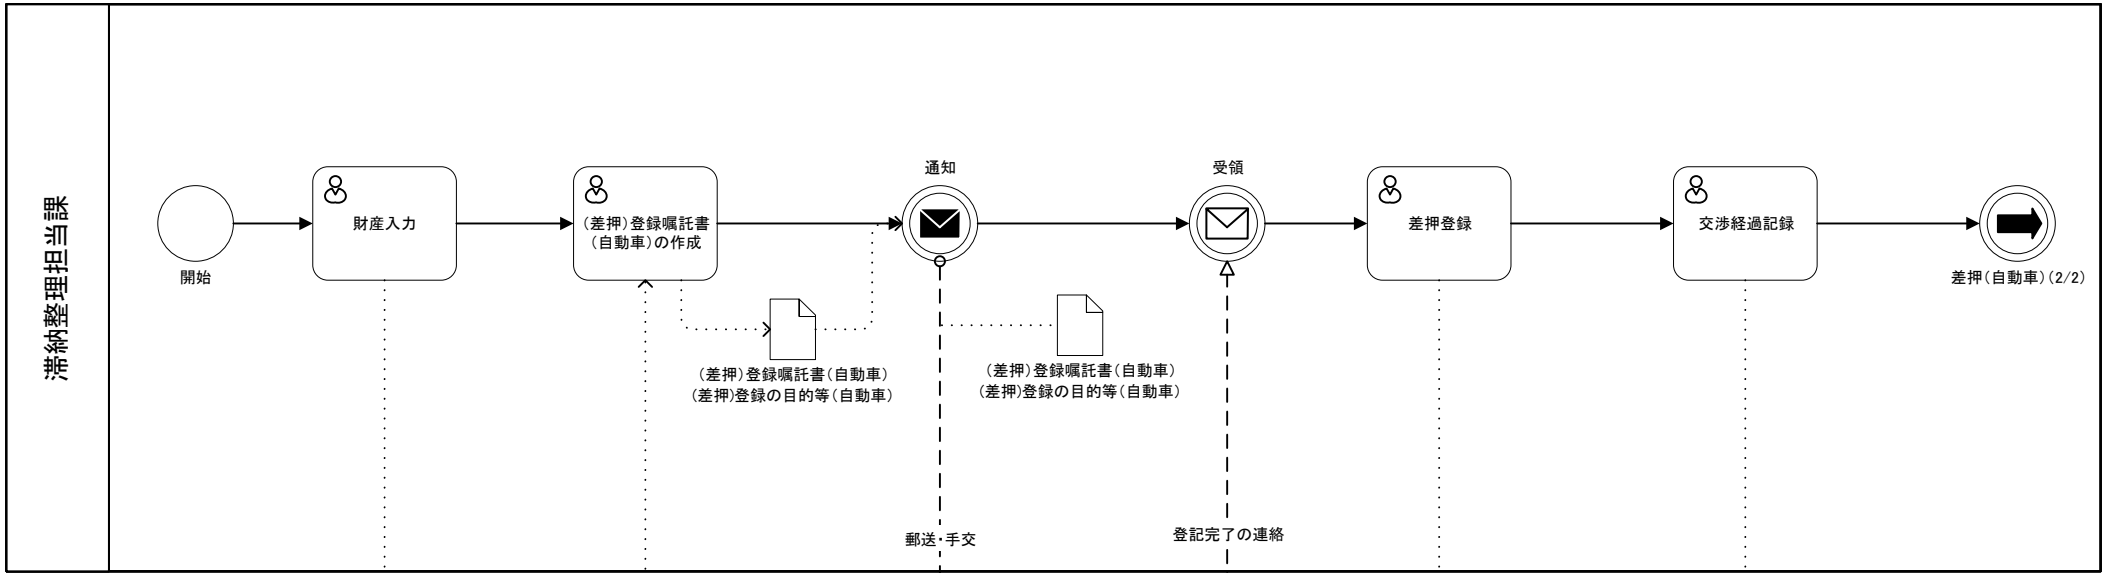 滞納整理担当課
開始
財産入力
（差押）登録嘱託書
（自動車）の作成
（差押）登録嘱託書（自動車）
（差押）登録の目的等（自動車）
通知
（差押）登録嘱託書（自動車）
（差押）登録の目的等（自動車）
郵送・手交
受領
登記完了の連絡
差押登録
交渉経過記録
差押（自動車）（2/2）